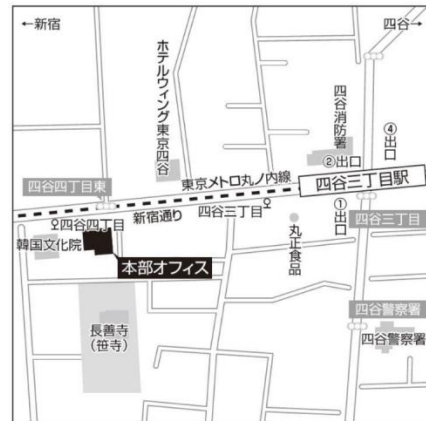 ←新宿
四谷→
ホテルウィング東京四谷
四谷消防署
④出口
②出口
東京メトロ丸ノ内線
四谷三丁目駅
四谷四丁目東
新宿通り
四谷三丁目
①出口
四谷三丁目
四谷四丁目
韓国文化院
丸正食品
本部オフィス
長善寺
(笹寺)
四谷警察署
四谷警察署